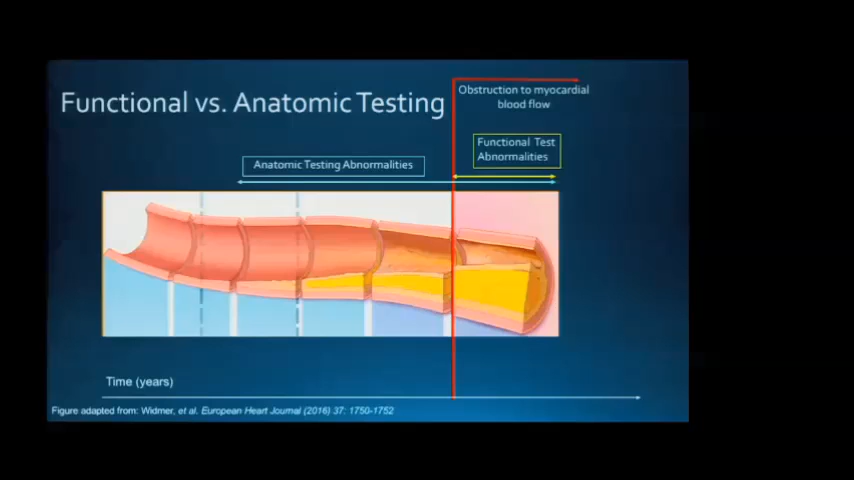 Functional vs. Anatomic Testing
Obstruction to myocardial
blood flow
Functional Test
Abnormalities
Anatomic Testing Abnormalities
Time (years)
Figure adapted from: Widmer, et al. European Heart Journal (2016) 37: 1750-1752